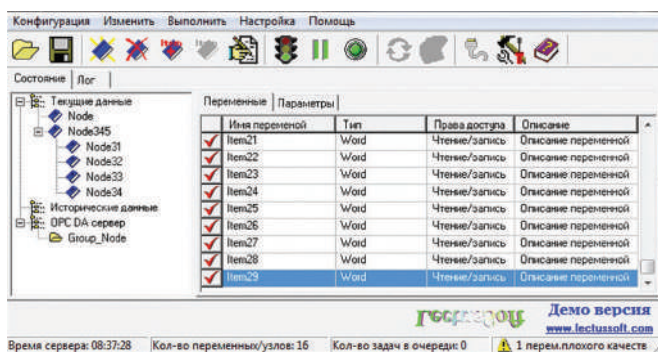 Конфигурация Изменить Выполнить Настройка Помощь
Состояние Лог
Текущие данные
Node
Node345
Node31
Node32
Node33
Node34
Исторические данные
OPC DA сервер
Group_Node
Переменные Параметры
Имя переменой Тип Права доступа Описание
Item21 Word Чтение/запись Описание переменной
Item22 Word Чтение/запись Описание переменной
Item23 Word Чтение/запись Описание переменной
Item24 Word Чтение/запись Описание переменной
Item25 Word Чтение/запись Описание переменной
Item26 Word Чтение/запись Описание переменной
Item27 Word Чтение/запись Описание переменной
Item28 Word Чтение/запись Описание переменной
Item29 Word Чтение/запись Описание переменной
LectusSoft Демо версия
www.lectussoft.com
Время сервера: 08:37:28 Кол-во переменных/узлов: 16 Кол-во задач в очереди: 0 1 перем.плохого качеств